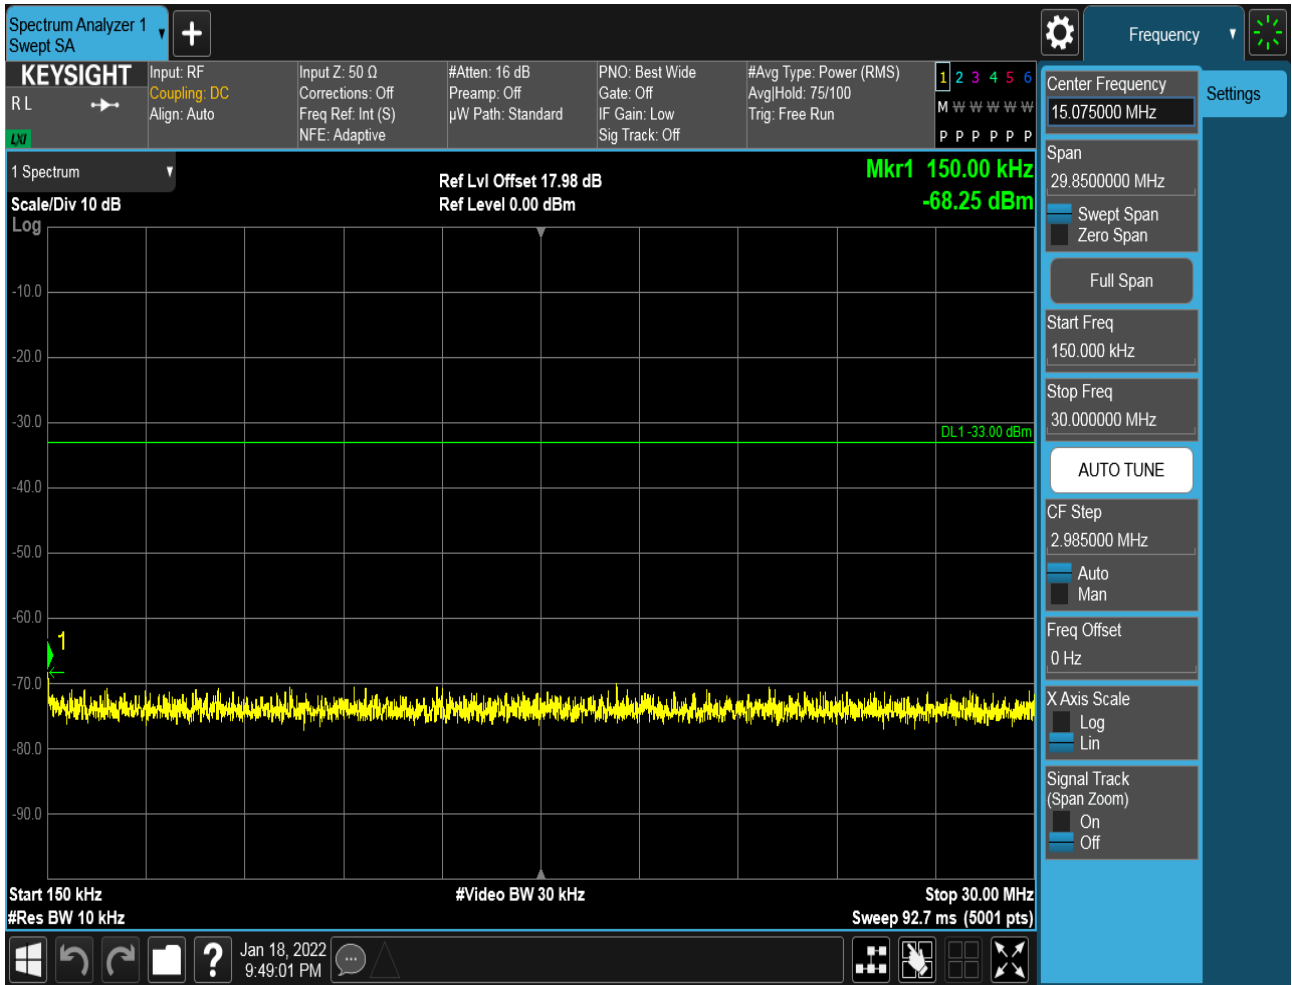 Spectrum Analyzer 1
Swept SA
Frequency
KEYSIGHT
R L
LXI
Input: RF
Coupling: DC
Align: Auto
Input Z: 50 Ω
Corrections: Off
Freq Ref: Int (S)
NFE: Adaptive
#Atten: 16 dB
Preamp: Off
µW Path: Standard
PNO: Best Wide
Gate: Off
IF Gain: Low
Sig Track: Off
#Avg Type: Power (RMS)
Avg|Hold: 75/100
Trig: Free Run
1 2 3 4 5 6
M W W W W W
P P P P P P
1 Spectrum
Scale/Div 10 dB
Log
Ref Lvl Offset 17.98 dB
Ref Level 0.00 dBm
Mkr1 150.00 kHz
-68.25 dBm
-10.0
-20.0
-30.0
DL1 -33.00 dBm
-40.0
-50.0
-60.0
1
-70.0
-80.0
-90.0
Start 150 kHz
#Video BW 30 kHz
Stop 30.00 MHz
#Res BW 10 kHz
Sweep 92.7 ms (5001 pts)
Center Frequency
15.075000 MHz
Settings
Span
29.8500000 MHz
Swept Span
Zero Span
Full Span
Start Freq
150.000 kHz
Stop Freq
30.000000 MHz
AUTO TUNE
CF Step
2.985000 MHz
Auto
Man
Freq Offset
0 Hz
X Axis Scale
Log
Lin
Signal Track
(Span Zoom)
On
Off
?
Jan 18, 2022
9:49:01 PM